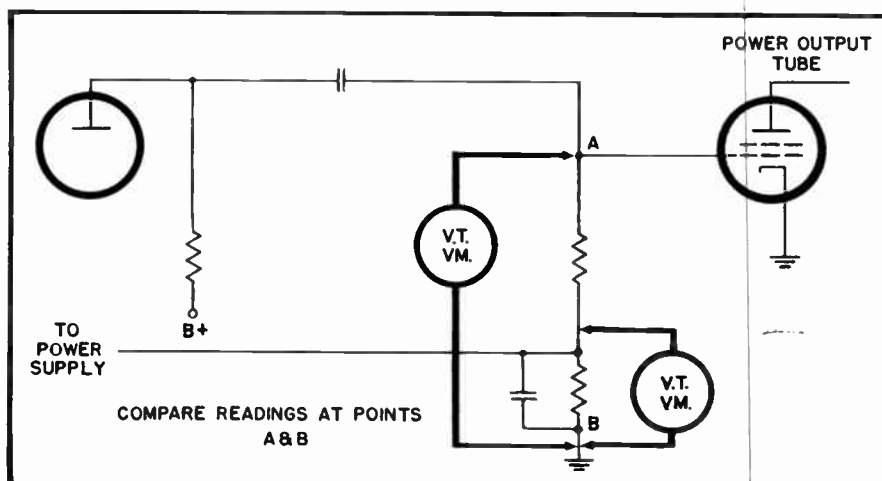 POWER OUTPUT
TUBE
A
V.T.
VM.
B+
TO
POWER
SUPPLY
V.T.
VM.
COMPARE READINGS AT POINTS
A & B
B